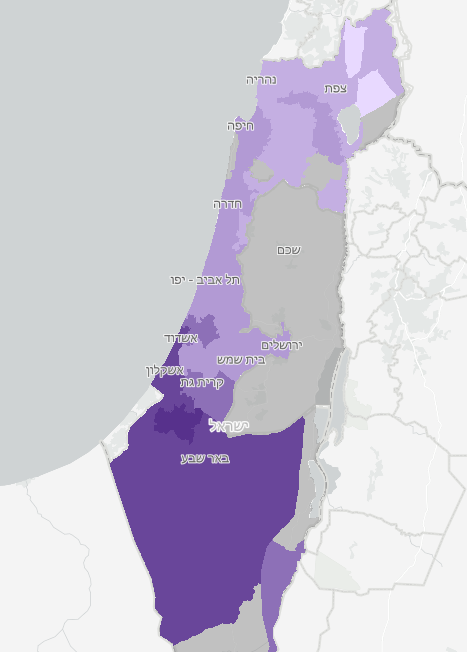 נהריה
צפת
חיפה
חדרה
שכם
תל אביב - יפו
אשדוד
ירושלים
בית שמש
אשקלון
קרית גת
ישראל
באר שבע